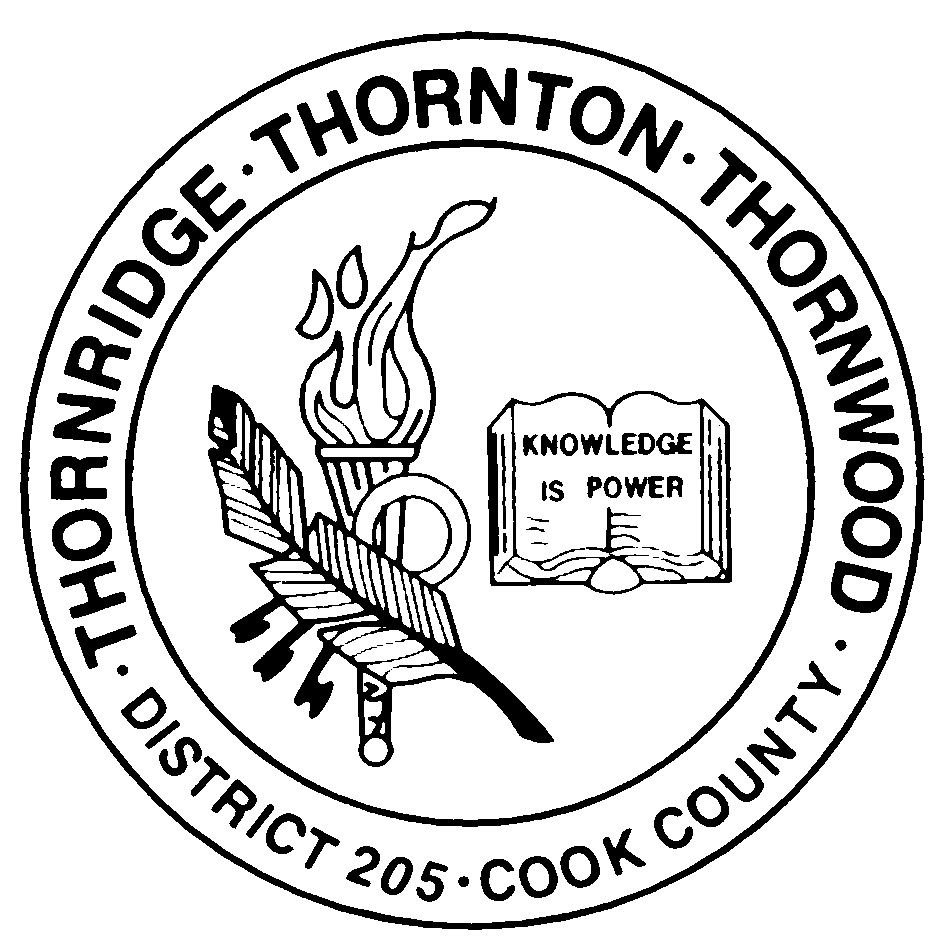 THORNRIDGE · THORNTON · THORNWOOD ·
· DISTRICT 205 · COOK COUNTY
KNOWLEDGE
IS POWER